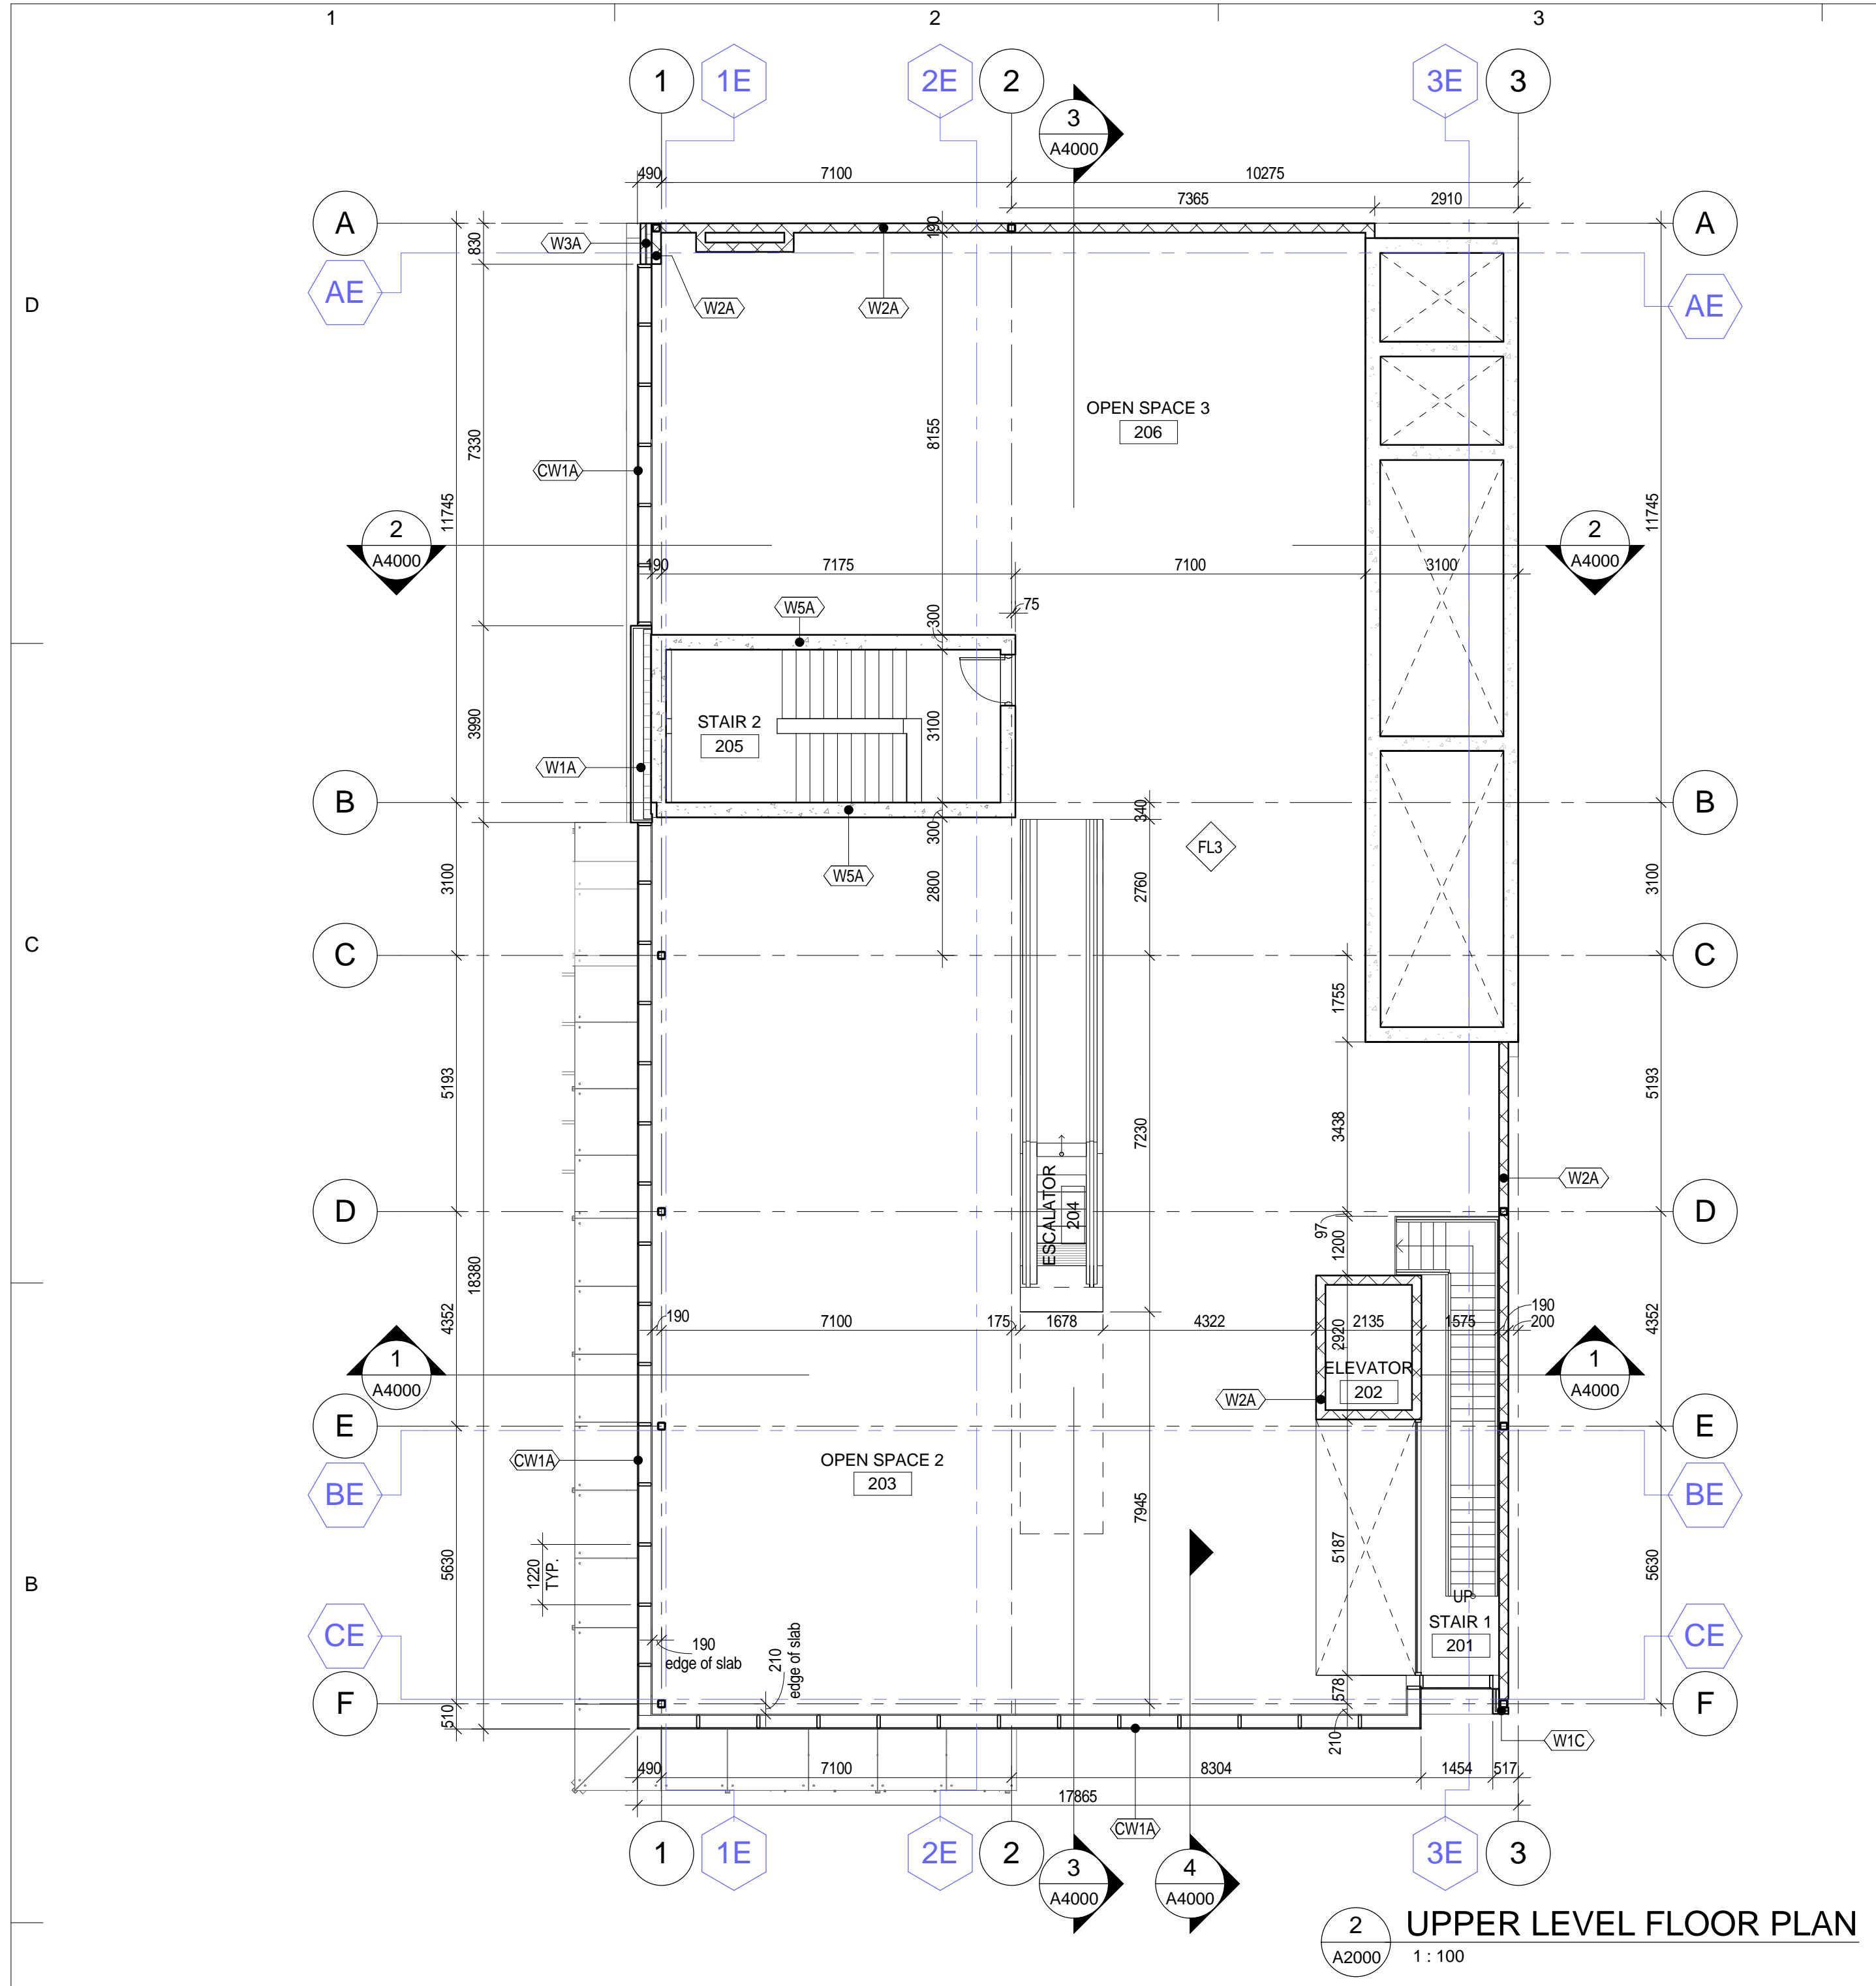 1 2 3
1 1E 2E 2 3E 3
3
A4000
490 7100 10275
7365 2910
A A
830 190
W3A
AE AE
D
W2A W2A
OPEN SPACE 3
206
7330 8155
CW1A
11745 11745
2 2
A4000 A4000
190 7175 7100 3100
75
W5A
300
STAIR 2
205
3990 3100
W1A
B B
340
300
FL3
W5A
3100 2800 2760 3100
C
C C
1755
5193 5193
3438
7230
W2A
ESCALATOR
204
D D
97
1200
18380
190 7100 175 1678 4322 2135 1575 190
200
4352 2920 4352
1 1
A4000 A4000
ELEVATOR
202
W2A
E E
OPEN SPACE 2
203
CW1A
BE BE
7945
5187
1220
TYP.
5630 5630
B
UP
STAIR 1
201
CE CE
190
edge of slab
210
edge of slab
578
F F
510
210
W1C
490 7100 8304 1454 517
17865
CW1A
1 1E 2E 2 3E 3
3 4
A4000 A4000
2
A2000
UPPER LEVEL FLOOR PLAN
1 : 100